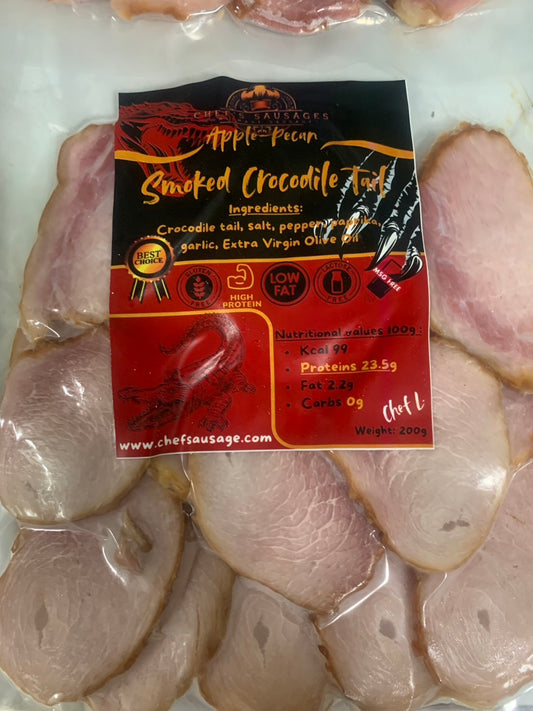 CHEF'S SAUSAGES
Apple-Pecan
Smoked Crocodile Tail
Ingredients:
Crocodile tail, salt, pepper, paprika,
garlic, Extra Virgin Olive Oil
BEST
CHOICE
GLUTEN
FREE
HIGH
PROTEIN
LOW
FAT
LACTOSE
FREE
MSG FREE
Nutritional values 100g :
• Kcal 99
• Proteins 23.5g
• Fat 2.2g
• Carbs 0g
Chef L.
Weight: 200g
www.chefsausage.com